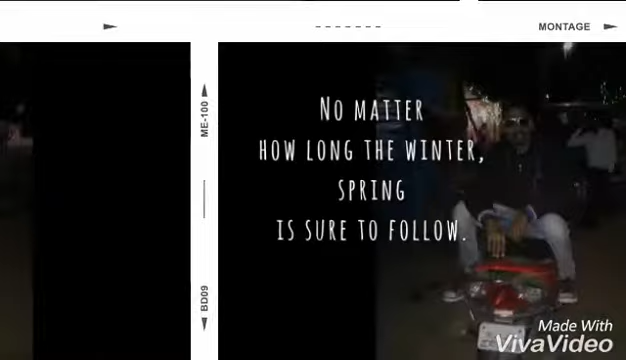 MONTAGE
ME-100
BD09
NO MATTER
HOW LONG THE WINTER,
SPRING
IS SURE TO FOLLOW.
Made With
VivaVideo